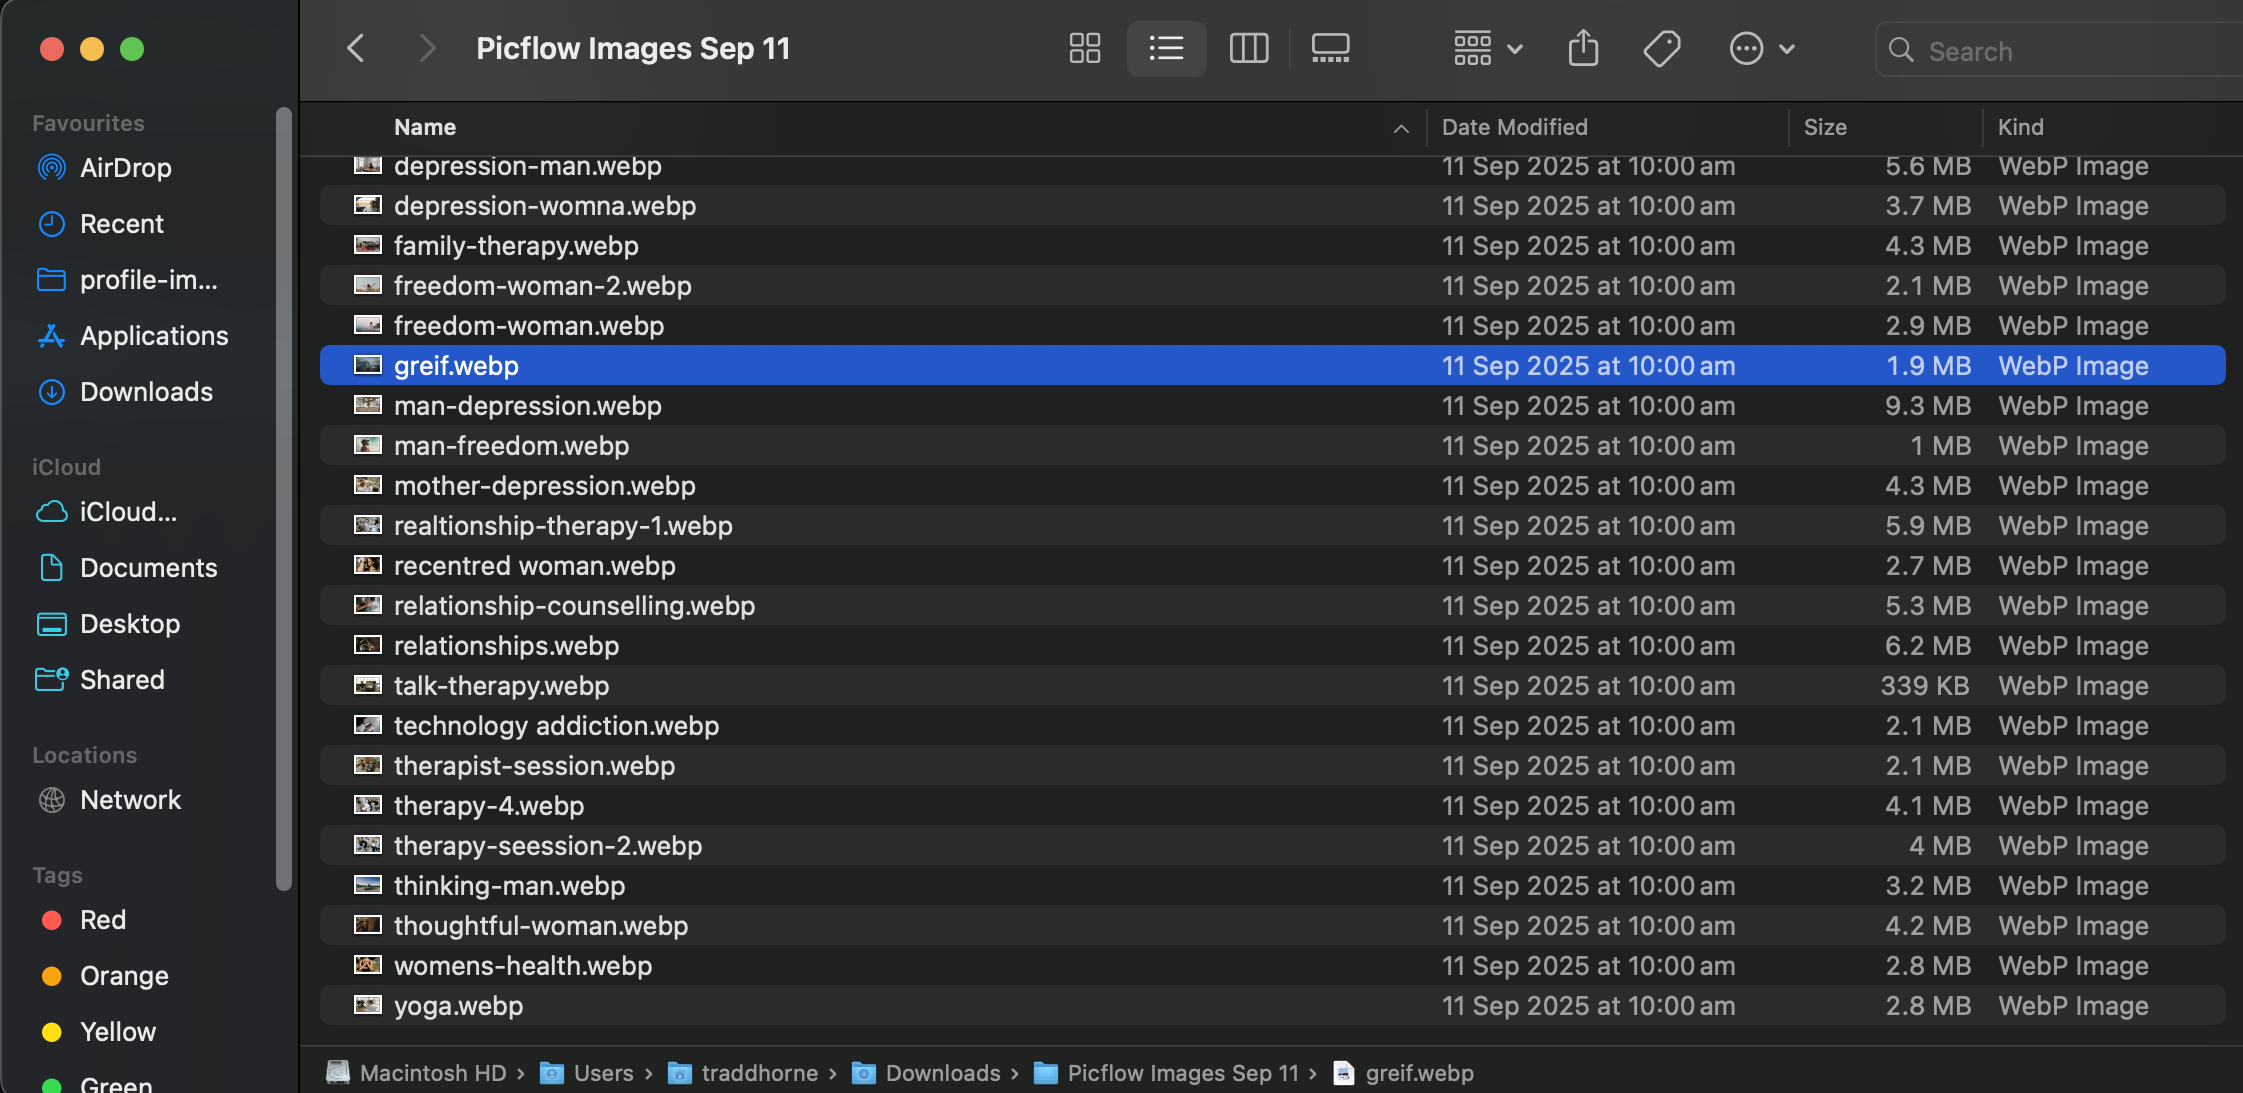 Picflow Images Sep 11
Search
Favourites
AirDrop
Recent
profile-im...
Applications
Downloads
iCloud
iCloud...
Documents
Desktop
Shared
Locations
Network
Tags
Red
Orange
Yellow
Green
Name Date Modified Size Kind
depression-man.webp 11 Sep 2025 at 10:00 am 5.6 MB WebP Image
depression-womna.webp 11 Sep 2025 at 10:00 am 3.7 MB WebP Image
family-therapy.webp 11 Sep 2025 at 10:00 am 4.3 MB WebP Image
freedom-woman-2.webp 11 Sep 2025 at 10:00 am 2.1 MB WebP Image
freedom-woman.webp 11 Sep 2025 at 10:00 am 2.9 MB WebP Image
greif.webp 11 Sep 2025 at 10:00 am 1.9 MB WebP Image
man-depression.webp 11 Sep 2025 at 10:00 am 9.3 MB WebP Image
man-freedom.webp 11 Sep 2025 at 10:00 am 1 MB WebP Image
mother-depression.webp 11 Sep 2025 at 10:00 am 4.3 MB WebP Image
realtionship-therapy-1.webp 11 Sep 2025 at 10:00 am 5.9 MB WebP Image
recentred woman.webp 11 Sep 2025 at 10:00 am 2.7 MB WebP Image
relationship-counselling.webp 11 Sep 2025 at 10:00 am 5.3 MB WebP Image
relationships.webp 11 Sep 2025 at 10:00 am 6.2 MB WebP Image
talk-therapy.webp 11 Sep 2025 at 10:00 am 339 KB WebP Image
technology addiction.webp 11 Sep 2025 at 10:00 am 2.1 MB WebP Image
therapist-session.webp 11 Sep 2025 at 10:00 am 2.1 MB WebP Image
therapy-4.webp 11 Sep 2025 at 10:00 am 4.1 MB WebP Image
therapy-seession-2.webp 11 Sep 2025 at 10:00 am 4 MB WebP Image
thinking-man.webp 11 Sep 2025 at 10:00 am 3.2 MB WebP Image
thoughtful-woman.webp 11 Sep 2025 at 10:00 am 4.2 MB WebP Image
womens-health.webp 11 Sep 2025 at 10:00 am 2.8 MB WebP Image
yoga.webp 11 Sep 2025 at 10:00 am 2.8 MB WebP Image
Macintosh HD › Users › traddhorne › Downloads › Picflow Images Sep 11 › greif.webp